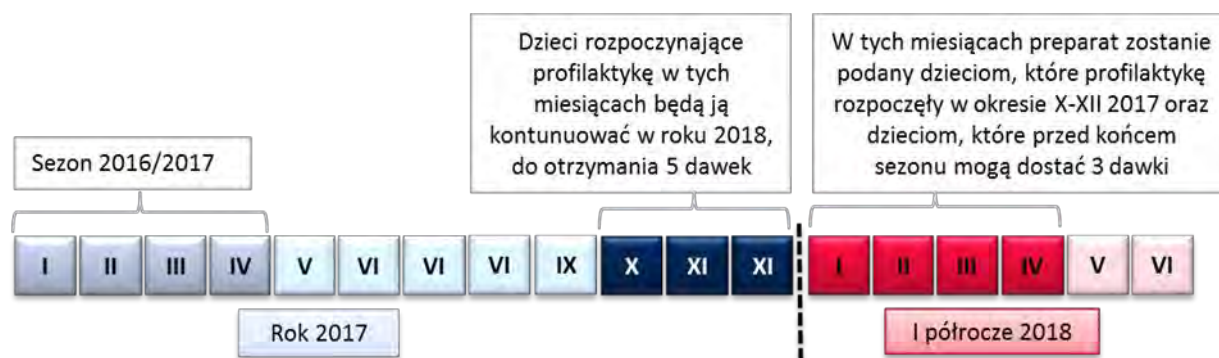 Dzieci rozpoczynające
profilaktykę w tych
miesiącach będą ją
kontunuować w roku 2018,
do otrzymania 5 dawek
W tych miesiącach preparat zostanie
podany dzieciom, które profilaktykę
rozpoczęły w okresie X-XII 2017 oraz
dzieciom, które przed końcem
sezonu mogą dostać 3 dawki
Sezon 2016/2017
I II III IV V VI VI VI IX X XI XI I II III IV V VI
Rok 2017
I półrocze 2018